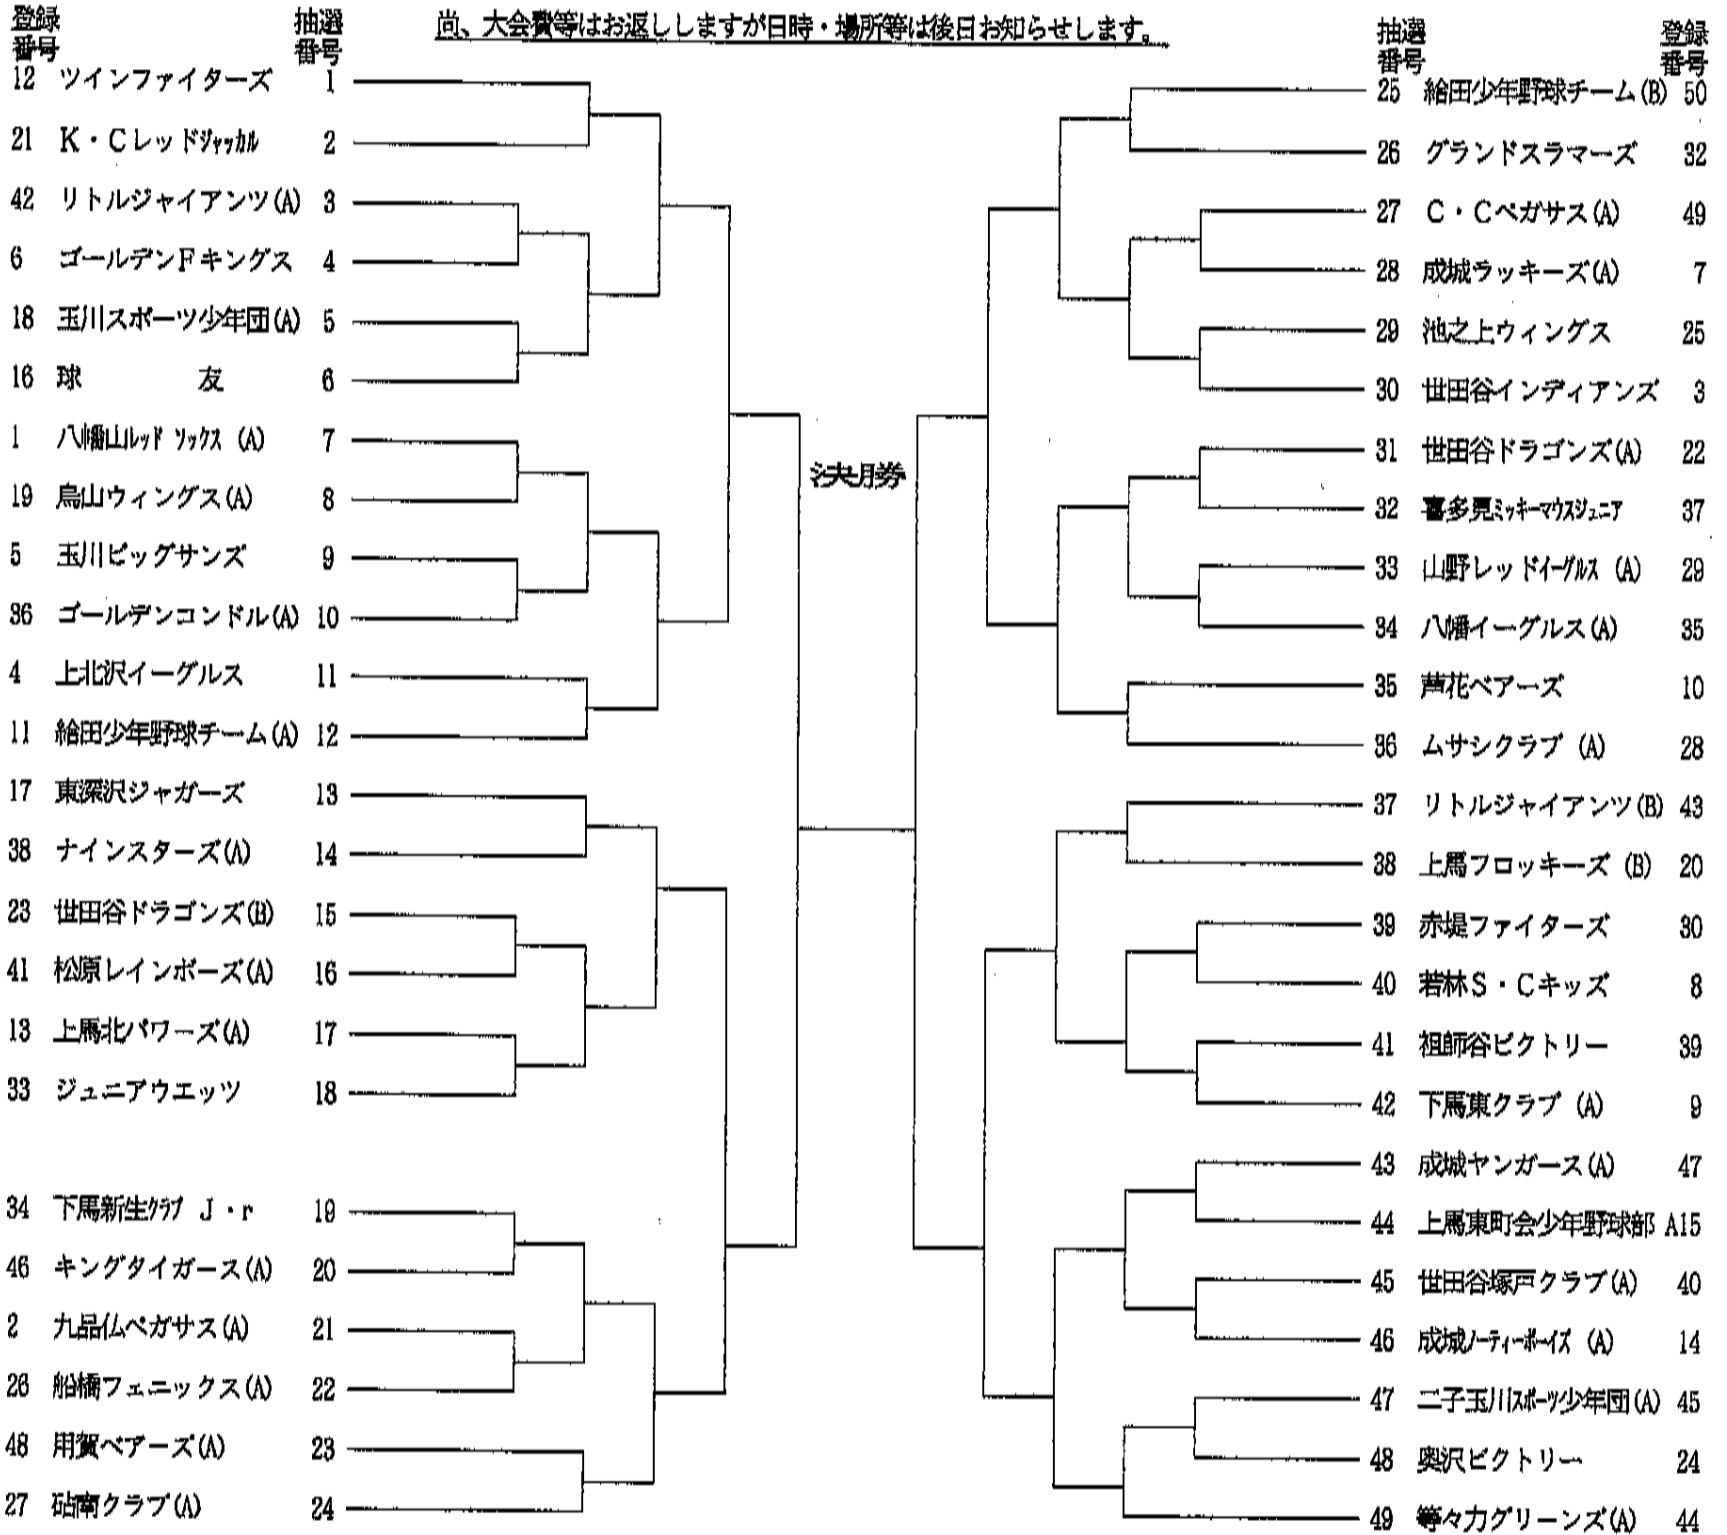 尚、大会費等はお返ししますが日時・場所等は後日お知らせします。
登録番号 抽選番号
12 ツインファイターズ 1
21 K・Cレッドジャッカル 2
42 リトルジャイアンツ(A) 3
6 ゴールデンFキングス 4
18 玉川スポーツ少年団(A) 5
16 球 友 6
1 八幡山ルッド ソックス (A) 7
19 烏山ウィングス(A) 8
5 玉川ビッグサンズ 9
36 ゴールデンコンドル(A) 10
4 上北沢イーグルス 11
11 給田少年野球チーム(A) 12
17 東深沢ジャガーズ 13
38 ナインスターズ(A) 14
23 世田谷ドラゴンズ(B) 15
41 松原レインボーズ(A) 16
13 上馬北パワーズ(A) 17
33 ジュニアウエッツ 18
34 下馬新生クラブ J・r 19
46 キングタイガース(A) 20
2 九品仏ペガサス(A) 21
26 船橋フェニックス(A) 22
48 用賀ベアーズ(A) 23
27 砧南クラブ(A) 24
決勝
抽選番号 登録番号
25 給田少年野球チーム(B) 50
26 グランドスラマーズ 32
27 C・Cペガサス(A) 49
28 成城ラッキーズ(A) 7
29 池之上ウィングス 25
30 世田谷インディアンズ 3
31 世田谷ドラゴンズ(A) 22
32 喜多見ミッキーマウスジュニア 37
33 山野レッドイーグルス (A) 29
34 八幡イーグルス(A) 35
35 芦花ベアーズ 10
36 ムサシクラブ (A) 28
37 リトルジャイアンツ(B) 43
38 上馬フロッキーズ (B) 20
39 赤堤ファイターズ 30
40 若林S・Cキッズ 8
41 祖師谷ビクトリー 39
42 下馬東クラブ (A) 9
43 成城ヤンガース(A) 47
44 上馬東町会少年野球部 A15
45 世田谷塚戸クラブ(A) 40
46 成城ノーティーボーイズ (A) 14
47 二子玉川スポーツ少年団(A) 45
48 奥沢ビクトリー 24
49 等々力グリーンズ(A) 44